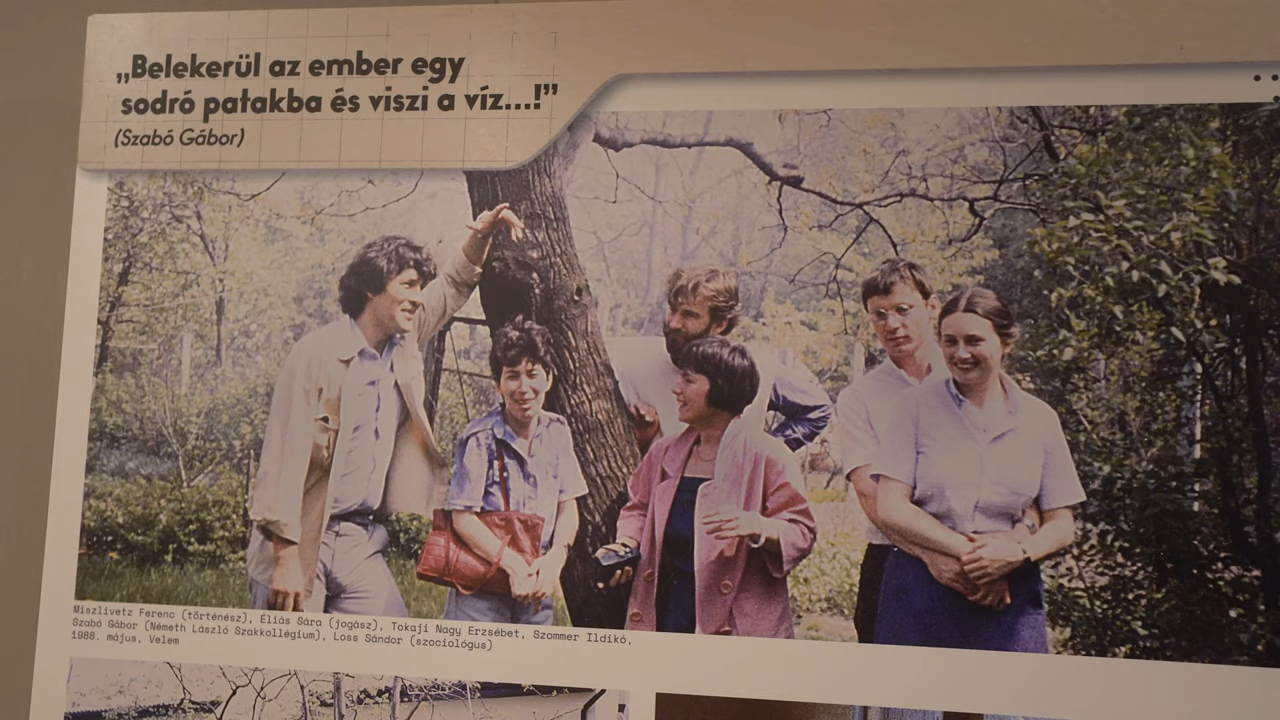 „Belekerül az ember egy
sodró patakba és viszi a víz...!”
(Szabó Gábor)
Miszlivetz Ferenc (történész), Éliás Sára (jogász), Tokaji Nagy Erzsébet, Szommer Ildikó,
Szabó Gábor (Németh László Szakkollégium), Loss Sándor (szociológus)
1988. május, Velem